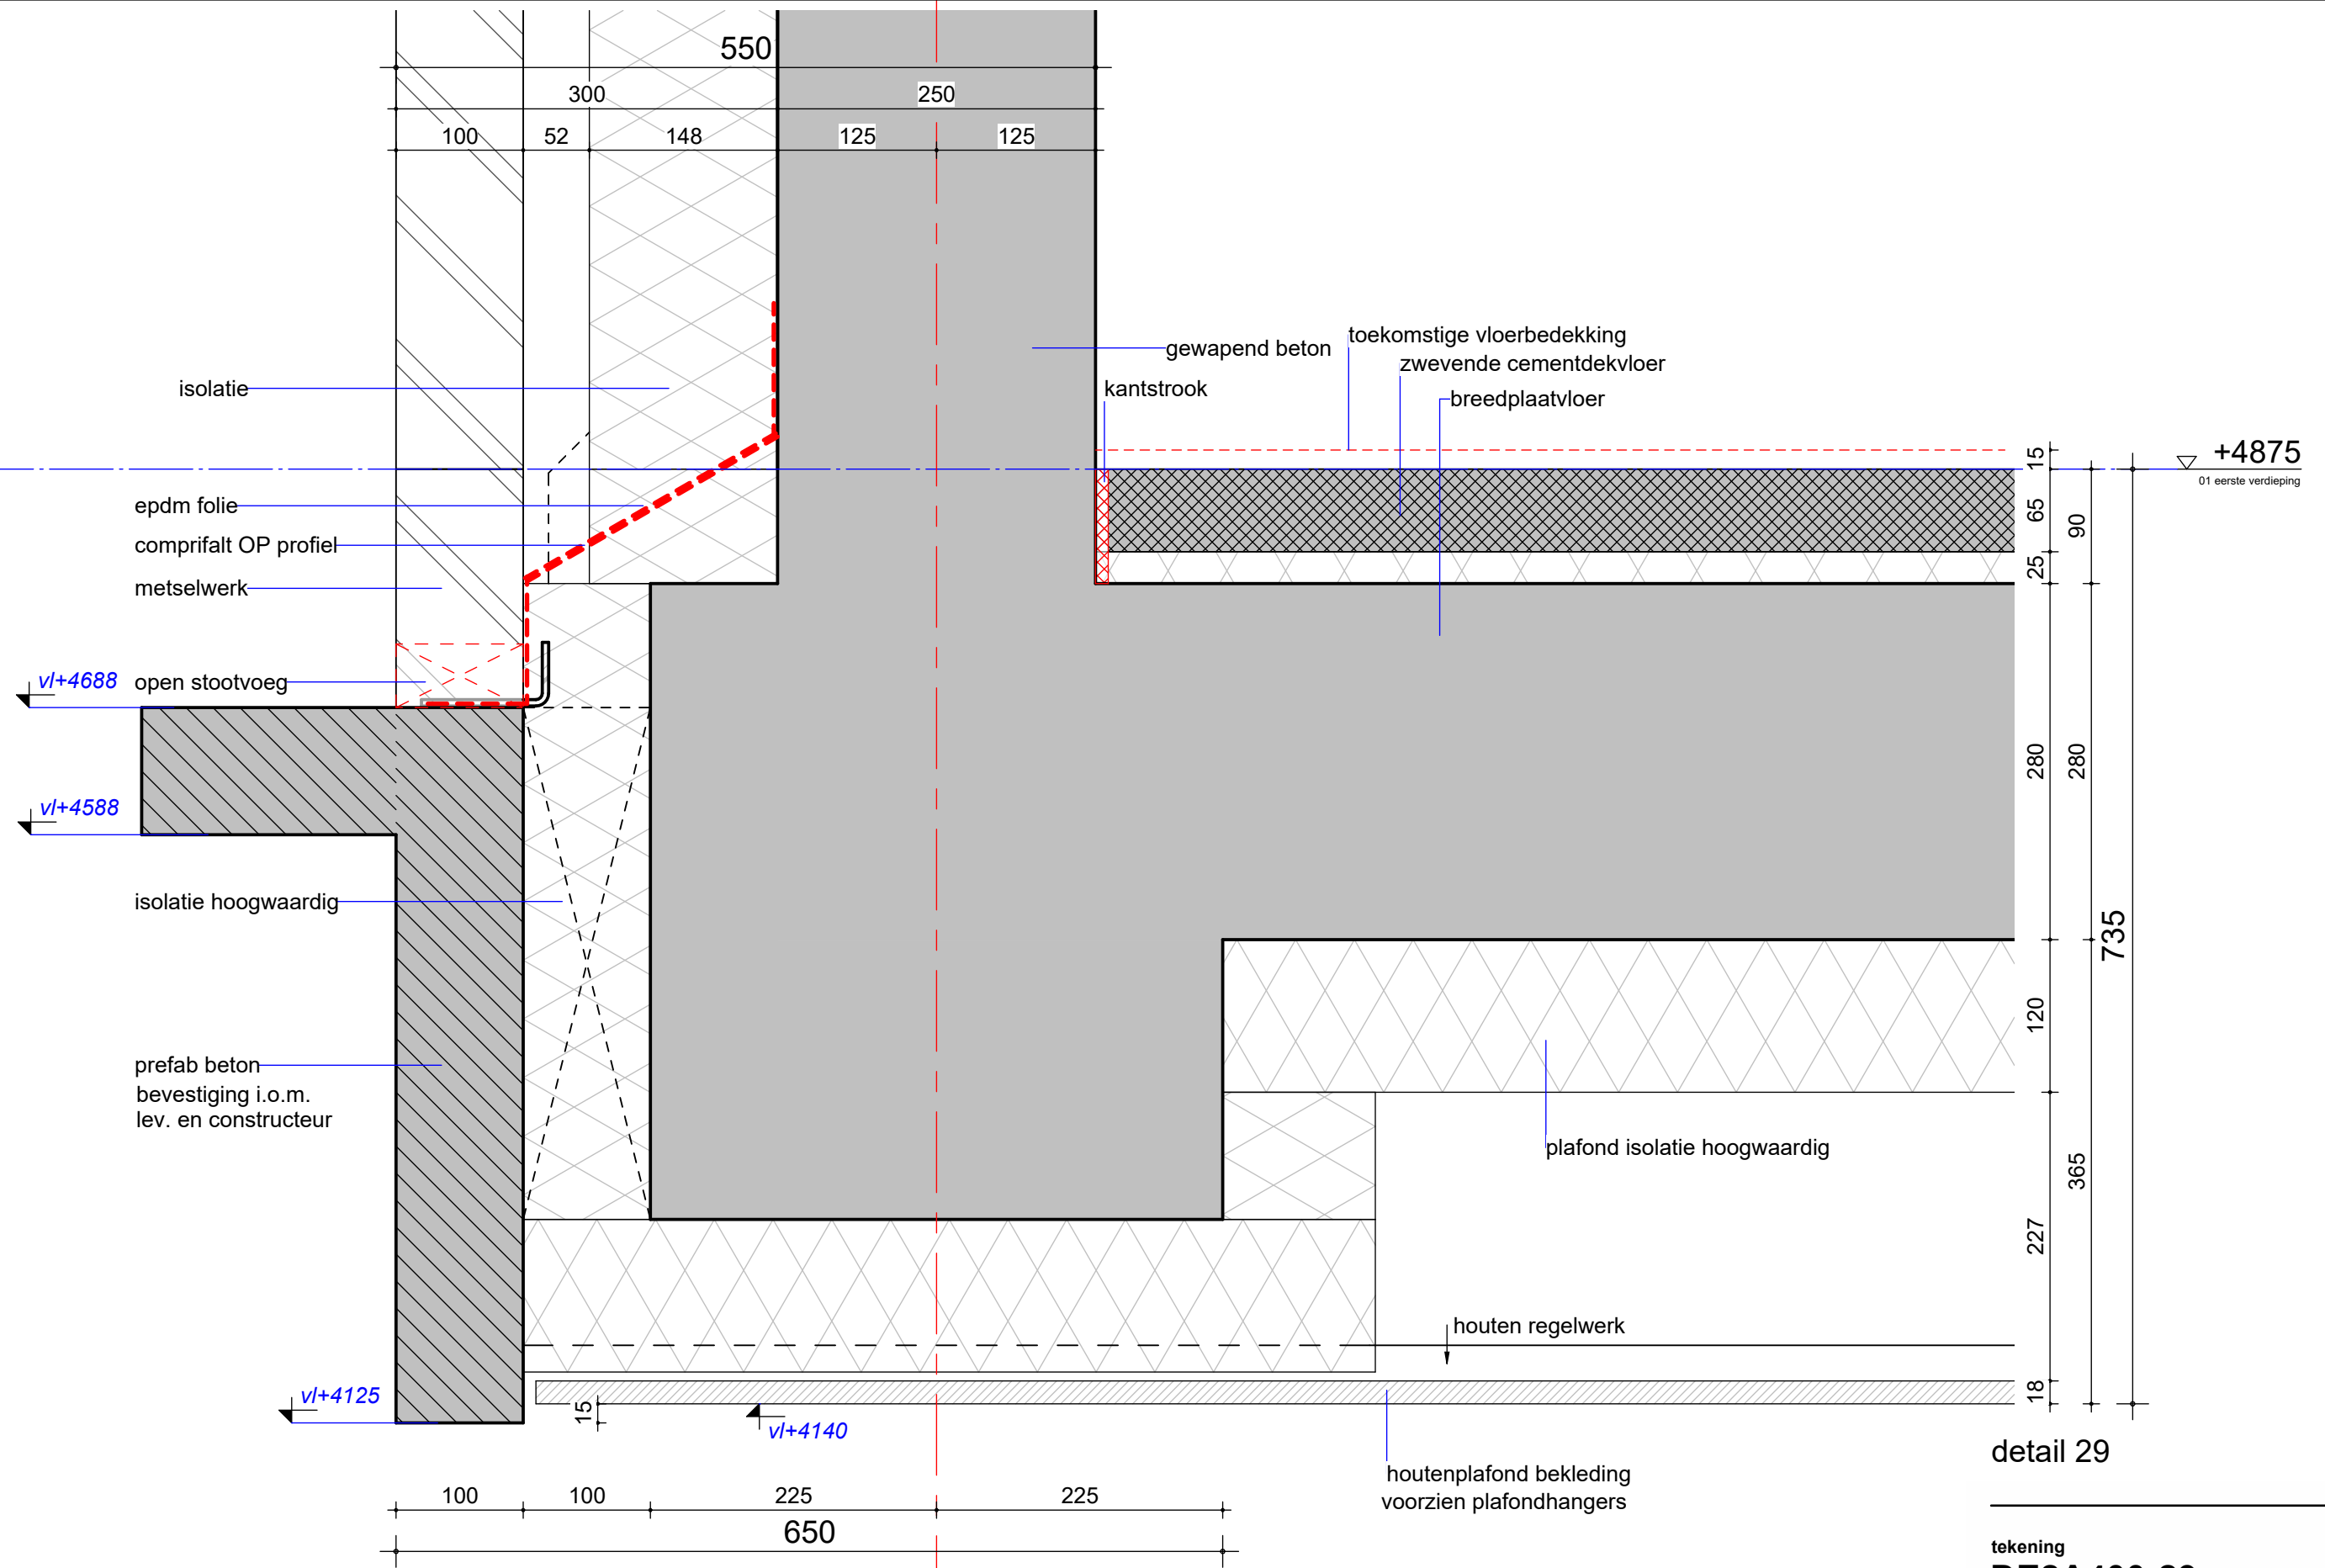 550
300
250
100
52
148
125
125
toekomstige vloerbedekking
gewapend beton
zwevende cementdekvloer
isolatie
kantstrook
breedplaatvloer
+4875
01 eerste verdieping
15
65
90
25
epdm folie
comprifalt OP profiel
metselwerk
vl+4688
open stootvoeg
280
280
vl+4588
isolatie hoogwaardig
735
120
prefab beton
bevestiging i.o.m.
lev. en constructeur
plafond isolatie hoogwaardig
365
227
houten regelwerk
18
vl+4125
15
vl+4140
detail 29
houtenplafond bekleding
voorzien plafondhangers
100
100
225
225
650
tekening